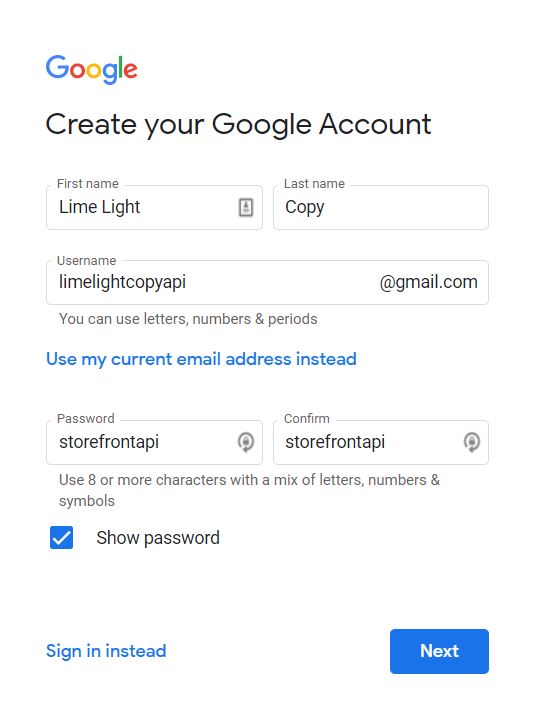 Google
Create your Google Account
First name
Last name
Lime Light
Copy
Username
limelightcopyapi
@gmail.com
You can use letters, numbers & periods
Use my current email address instead
Password
Confirm
storefrontapi
storefrontapi
Use 8 or more characters with a mix of letters, numbers &
symbols
Show password
Sign in instead
Next